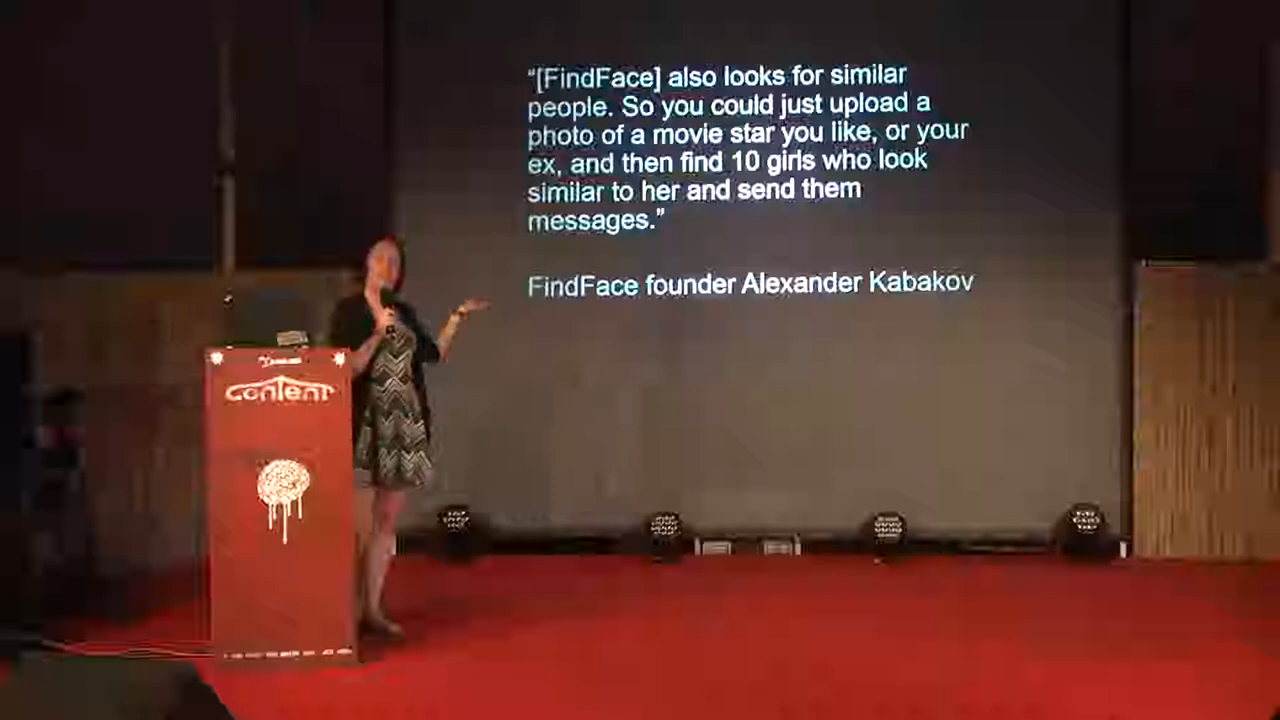 “[FindFace] also looks for similar
people. So you could just upload a
photo of a movie star you like, or your
ex, and then find 10 girls who look
similar to her and send them
messages.”
FindFace founder Alexander Kabakov
content